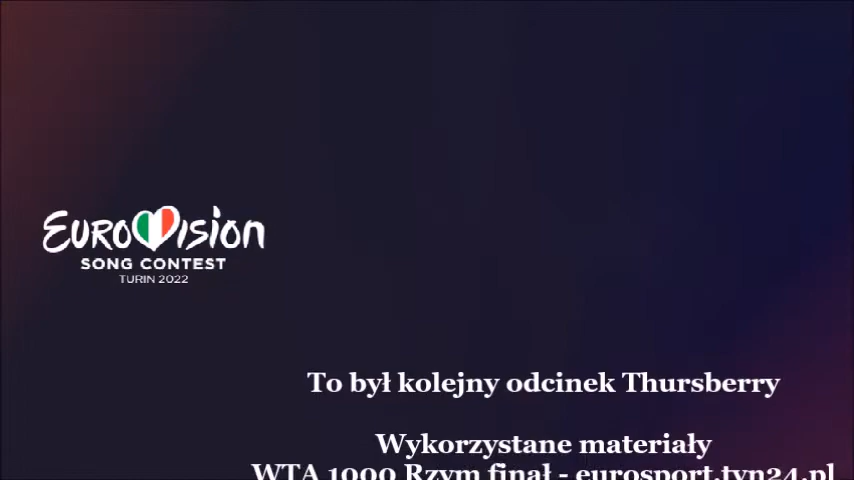 EUROVISION
SONG CONTEST
TURIN 2022
To był kolejny odcinek Thursberry
Wykorzystane materiały
WTA 1000 Rzym finał - eurosport.tvn24.pl